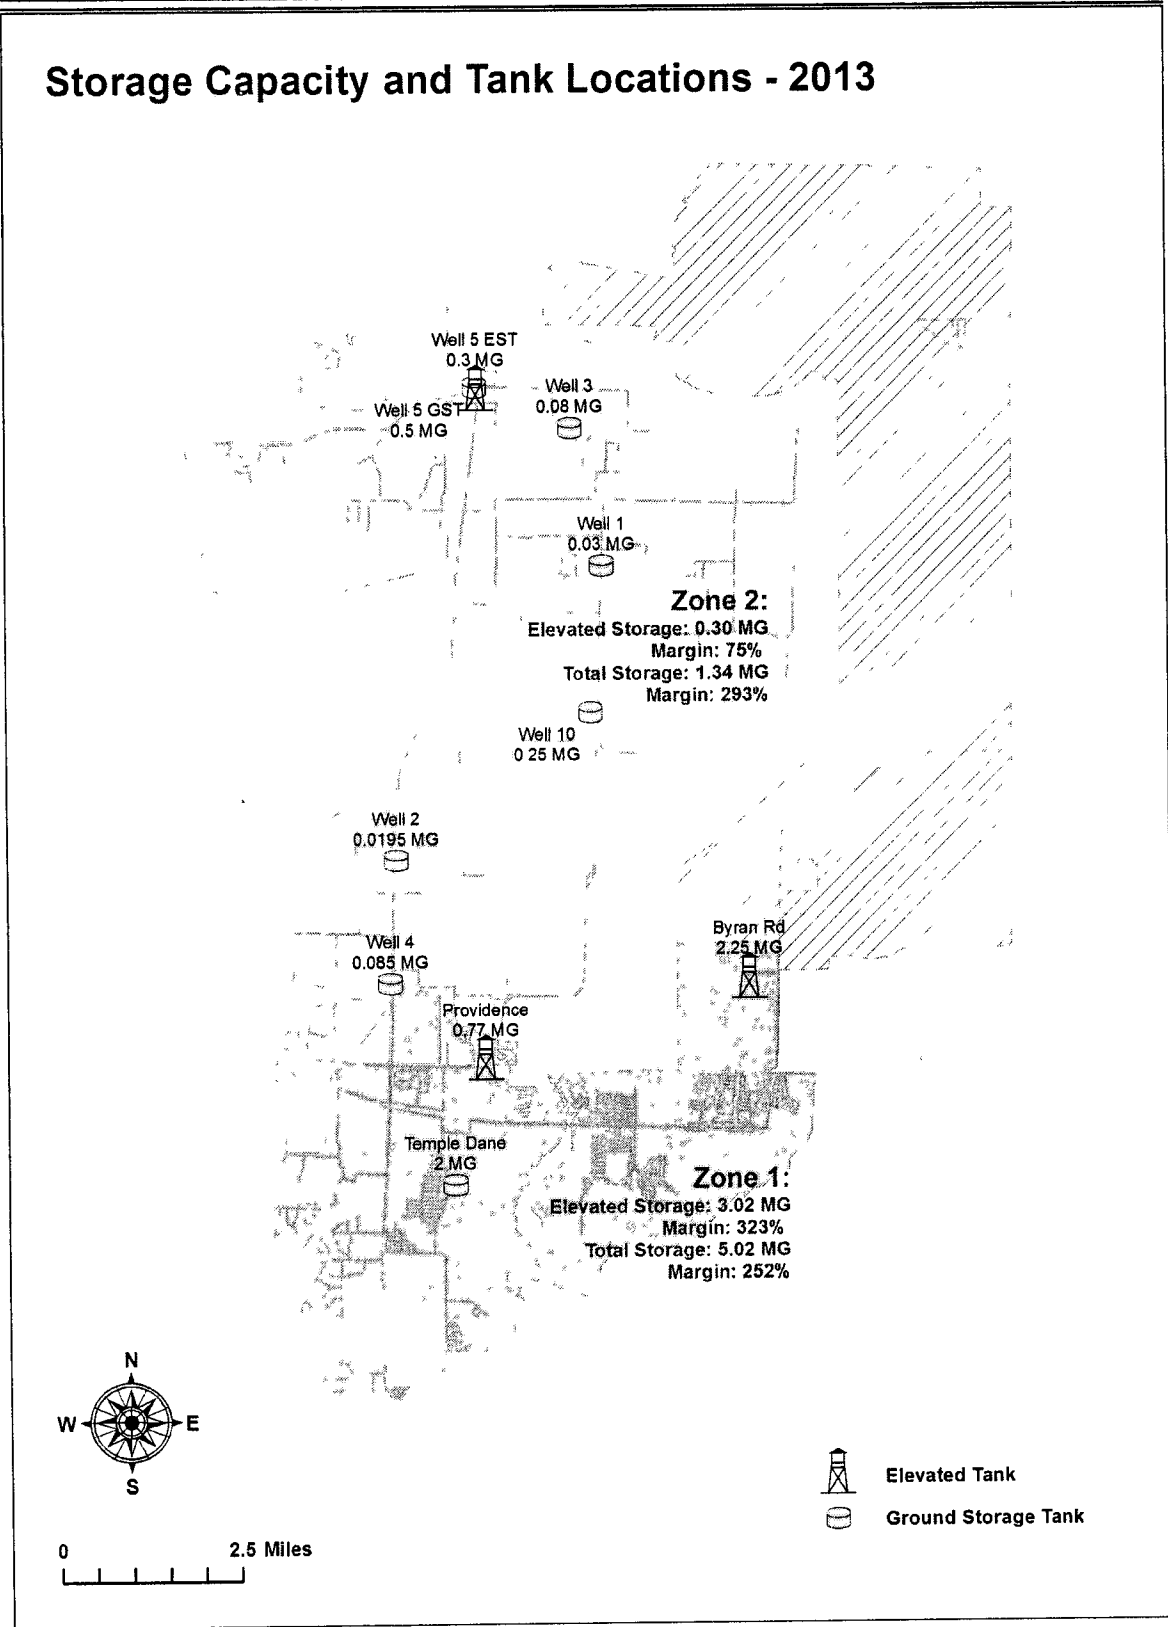 Storage Capacity and Tank Locations - 2013
Well 5 EST
0.3 MG
Well 3
0.08 MG
Well 5 GST
0.5 MG
Well 1
0.03 MG
Zone 2:
Elevated Storage: 0.30 MG
Margin: 75%
Total Storage: 1.34 MG
Margin: 293%
Well 10
0 25 MG
Well 2
0.0195 MG
Byran Rd
2.25 MG
Well 4
0.085 MG
Providence
0.77 MG
Temple Dane
2 MG
Zone 1:
Elevated Storage: 3.02 MG
Margin: 323%
Total Storage: 5.02 MG
Margin: 252%
N
W E
S
Elevated Tank
Ground Storage Tank
0 2.5 Miles